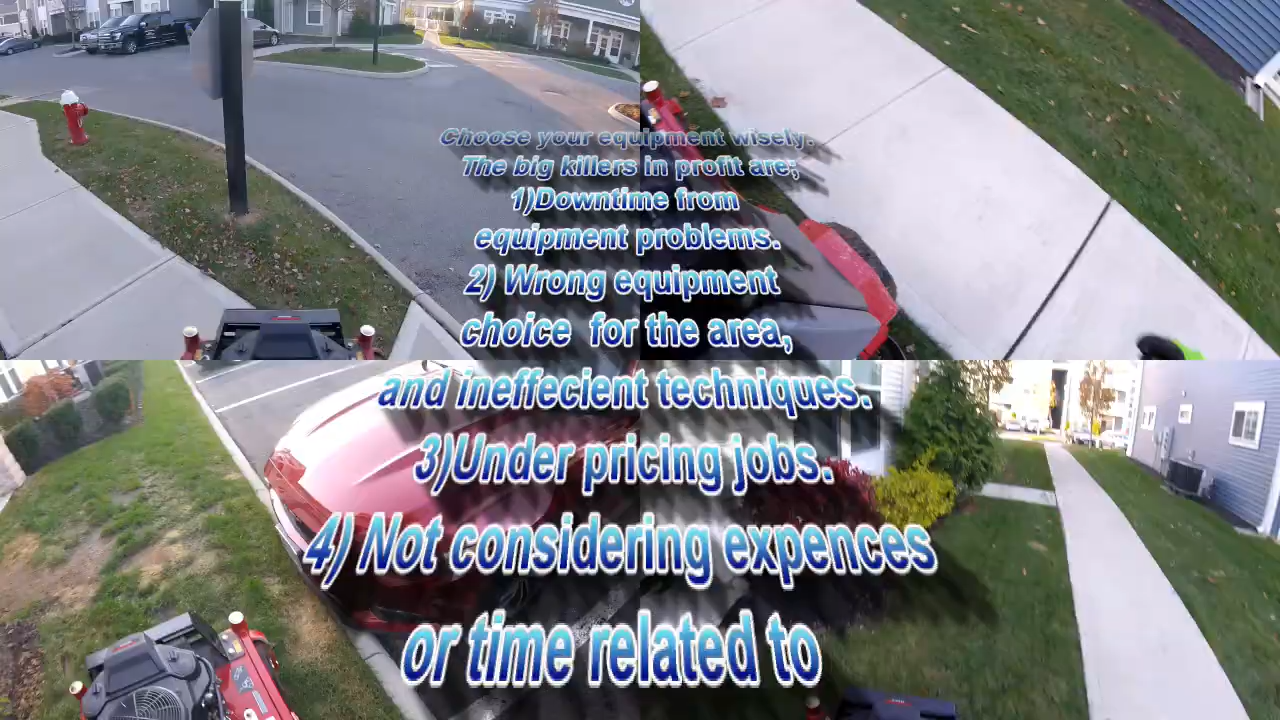 Choose your equipment wisely.
The big killers in profit are;
1)Downtime from
equipment problems.
2) Wrong equipment
choice for the area,
and ineffecient techniques.
3)Under pricing jobs.
4) Not considering expences
or time related to